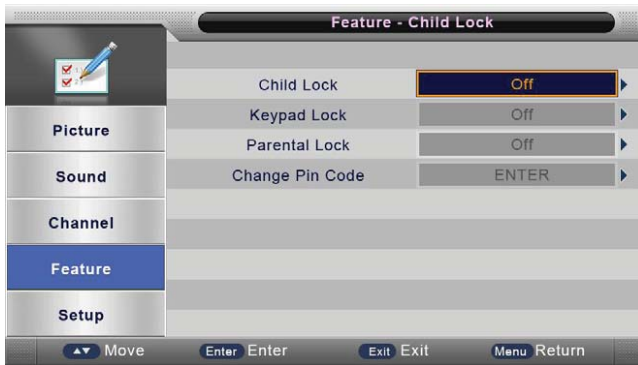 Feature - Child Lock
Child Lock Off
Keypad Lock Off
Parental Lock Off
Change Pin Code ENTER
Picture
Sound
Channel
Feature
Setup
Move Enter Enter Exit Exit Menu Return